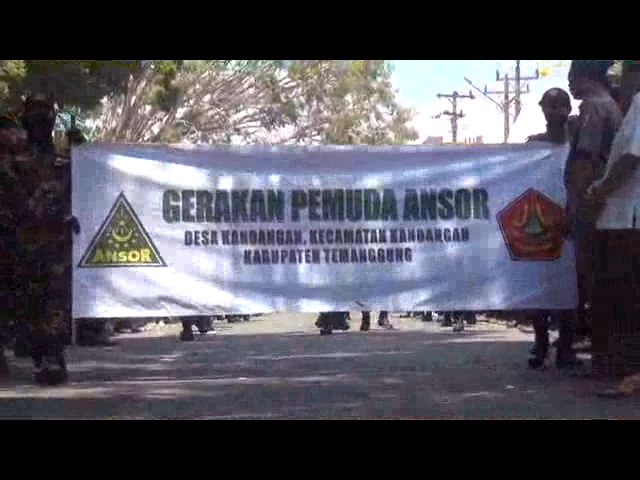 GERAKAN PEMUDA ANSOR
DESA KANDANGAN, KECAMATAN KANDANGAN
KABUPATEN TEMANGGUNG
ANSOR